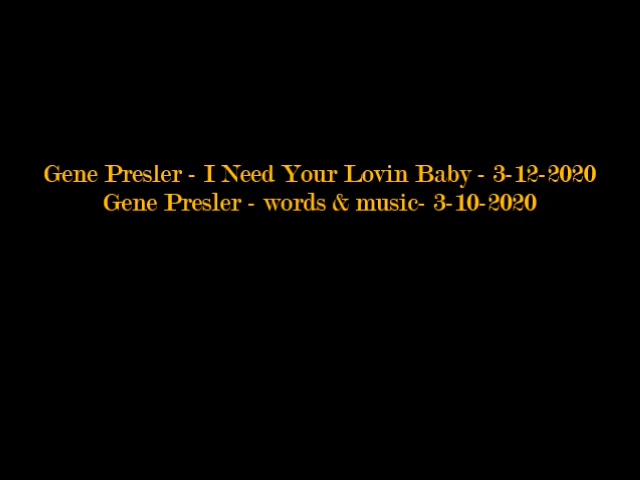 Gene Presler - I Need Your Lovin Baby - 3-12-2020
Gene Presler - words & music- 3-10-2020